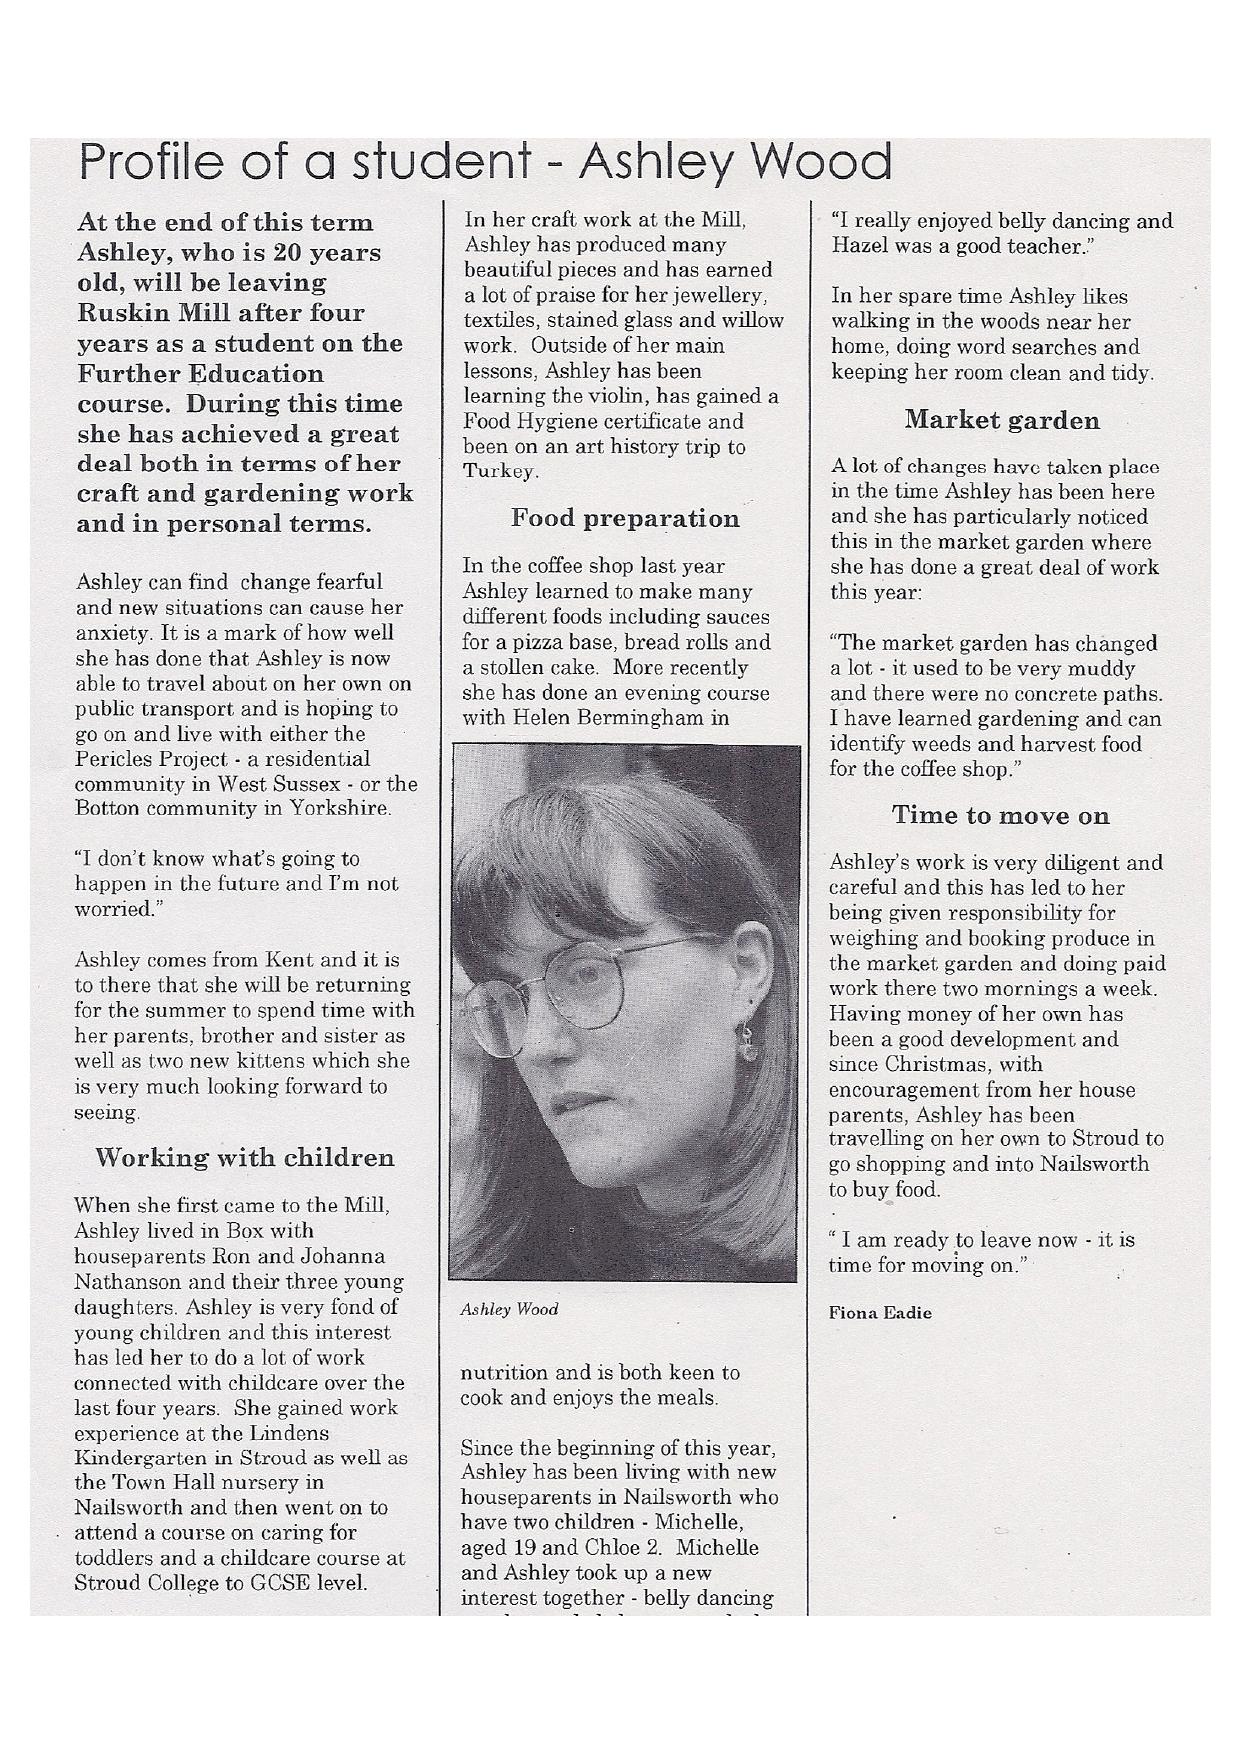 Profile of a student - Ashley Wood
At the end of this term
Ashley, who is 20 years
old, will be leaving
Ruskin Mill after four
years as a student on the
Further Education
course. During this time
she has achieved a great
deal both in terms of her
craft and gardening work
and in personal terms.
Ashley can find change fearful
and new situations can cause her
anxiety. It is a mark of how well
she has done that Ashley is now
able to travel about on her own on
public transport and is hoping to
go on and live with either the
Pericles Project - a residential
community in West Sussex - or the
Botton community in Yorkshire.
“I don't know what's going to
happen in the future and I'm not
worried.”
Ashley comes from Kent and it is
to there that she will be returning
for the summer to spend time with
her parents, brother and sister as
well as two new kittens which she
is very much looking forward to
seeing.
Working with children
When she first came to the Mill,
Ashley lived in Box with
houseparents Ron and Johanna
Nathanson and their three young
daughters. Ashley is very fond of
young children and this interest
has led her to do a lot of work
connected with childcare over the
last four years. She gained work
experience at the Lindens
Kindergarten in Stroud as well as
the Town Hall nursery in
Nailsworth and then went on to
attend a course on caring for
toddlers and a childcare course at
Stroud College to GCSE level.
In her craft work at the Mill,
Ashley has produced many
beautiful pieces and has earned
a lot of praise for her jewellery,
textiles, stained glass and willow
work. Outside of her main
lessons, Ashley has been
learning the violin, has gained a
Food Hygiene certificate and
been on an art history trip to
Turkey.
Food preparation
In the coffee shop last year
Ashley learned to make many
different foods including sauces
for a pizza base, bread rolls and
a stollen cake. More recently
she has done an evening course
with Helen Bermingham in
Ashley Wood
nutrition and is both keen to
cook and enjoys the meals.
Since the beginning of this year,
Ashley has been living with new
houseparents in Nailsworth who
have two children - Michelle,
aged 19 and Chloe 2. Michelle
and Ashley took up a new
interest together - belly dancing
“I really enjoyed belly dancing and
Hazel was a good teacher.”
In her spare time Ashley likes
walking in the woods near her
home, doing word searches and
keeping her room clean and tidy.
Market garden
A lot of changes have taken place
in the time Ashley has been here
and she has particularly noticed
this in the market garden where
she has done a great deal of work
this year:
“The market garden has changed
a lot - it used to be very muddy
and there were no concrete paths.
I have learned gardening and can
identify weeds and harvest food
for the coffee shop.”
Time to move on
Ashley's work is very diligent and
careful and this has led to her
being given responsibility for
weighing and booking produce in
the market garden and doing paid
work there two mornings a week.
Having money of her own has
been a good development and
since Christmas, with
encouragement from her house
parents, Ashley has been
travelling on her own to Stroud to
go shopping and into Nailsworth
to buy food.
“ I am ready to leave now - it is
time for moving on.”
Fiona Eadie